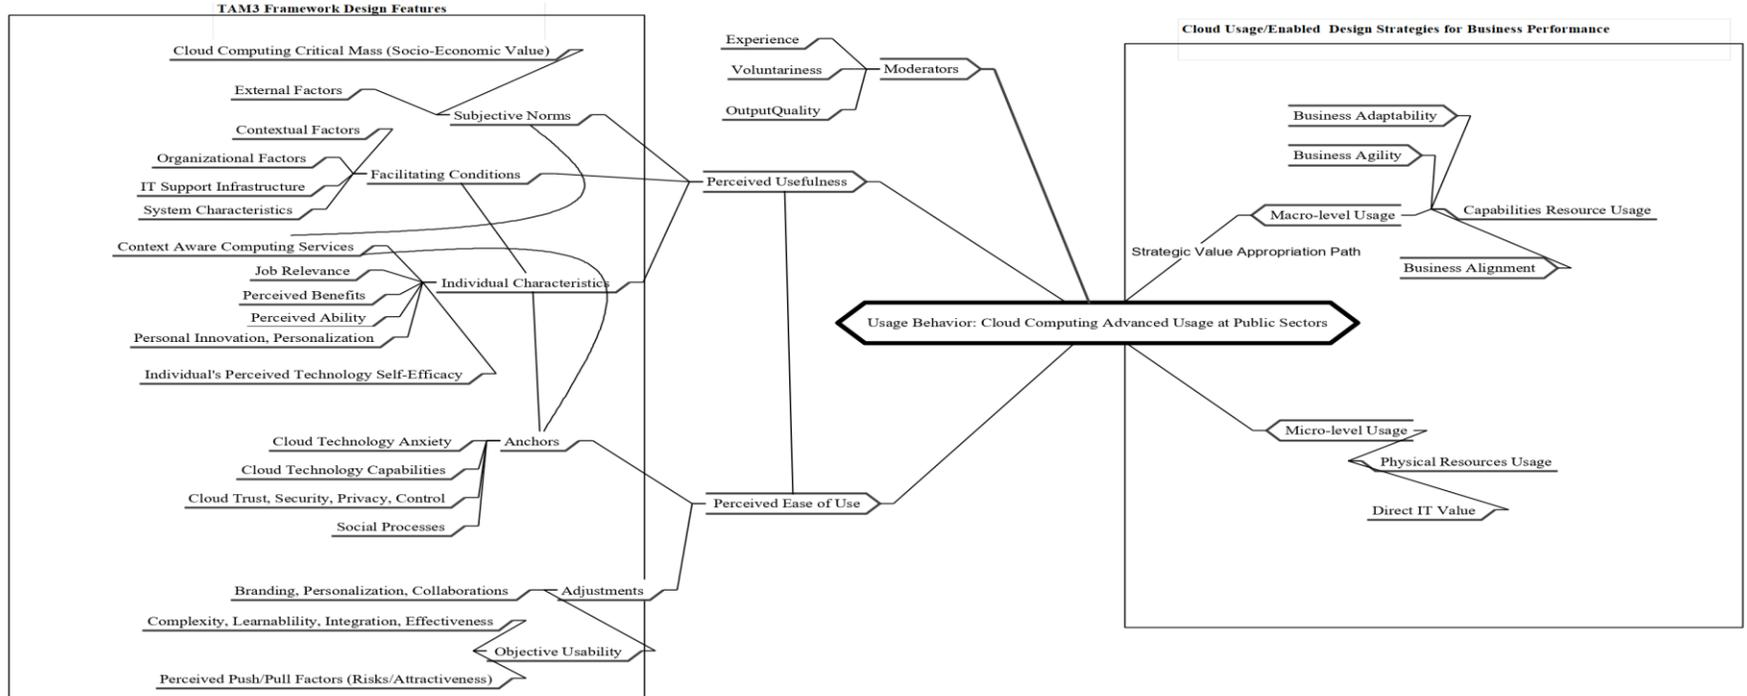 TAM3 Framework Design Features
Cloud Computing Critical Mass (Socio-Economic Value)
External Factors
Subjective Norms
Contextual Factors
Organizational Factors
Facilitating Conditions
IT Support Infrastructure
System Characteristics
Context Aware Computing Services
Job Relevance
Individual Characteristics
Perceived Benefits
Perceived Ability
Personal Innovation, Personalization
Individual's Perceived Technology Self-Efficacy
Cloud Technology Anxiety
Anchors
Cloud Technology Capabilities
Cloud Trust, Security, Privacy, Control
Social Processes
Branding, Personalization, Collaborations
Adjustments
Complexity, Learnablility, Integration, Effectiveness
Objective Usability
Perceived Push/Pull Factors (Risks/Attractiveness)
Experience
Voluntariness
OutputQuality
Moderators
Perceived Usefulness
Perceived Ease of Use
Usage Behavior: Cloud Computing Advanced Usage at Public Sectors
Cloud Usage/Enabled Design Strategies for Business Performance
Business Adaptability
Business Agility
Macro-level Usage
Capabilities Resource Usage
Strategic Value Appropriation Path
Business Alignment
Micro-level Usage
Physical Resources Usage
Direct IT Value